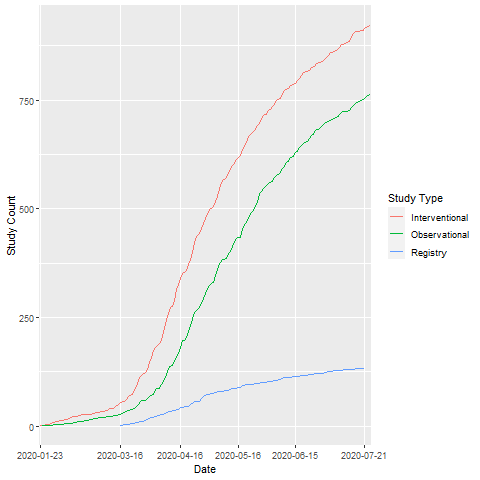 Study Count
750
500
250
0
2020-01-23 2020-03-16 2020-04-16 2020-05-16 2020-06-15 2020-07-21
Date
Study Type
Interventional
Observational
Registry